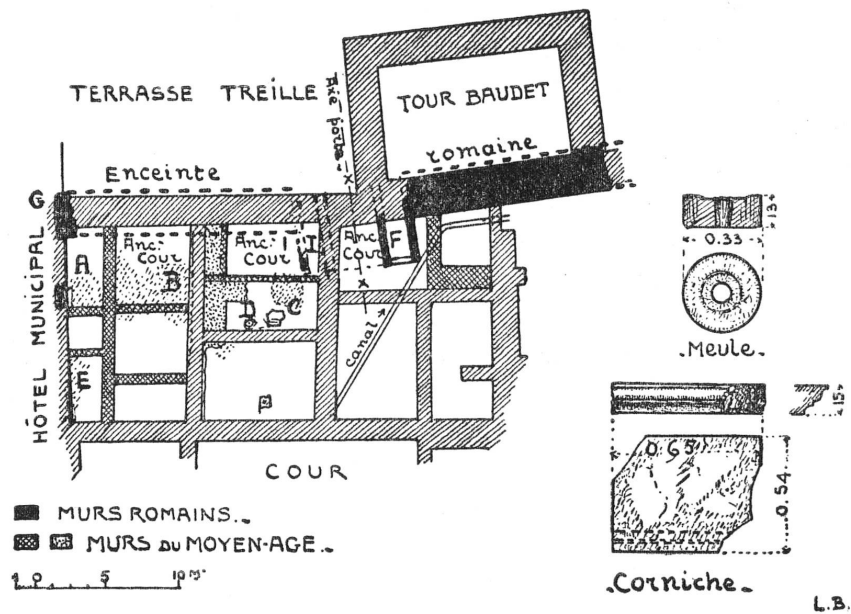 TERRASSE TREILLE
Axe porte
TOUR BAUDET
romaine
Enceinte
G
HÔTEL MUNICIPAL
A
Anc: Cour
B
Anc: Cour
I
Anc: Cour
F
D
C
canal
E
P
COUR
MURS ROMAINS.
MURS DU MOYEN-AGE.
1 0 5 10 M.
13
0.33
Meule
15
0.65
0.54
Corniche
L.B.